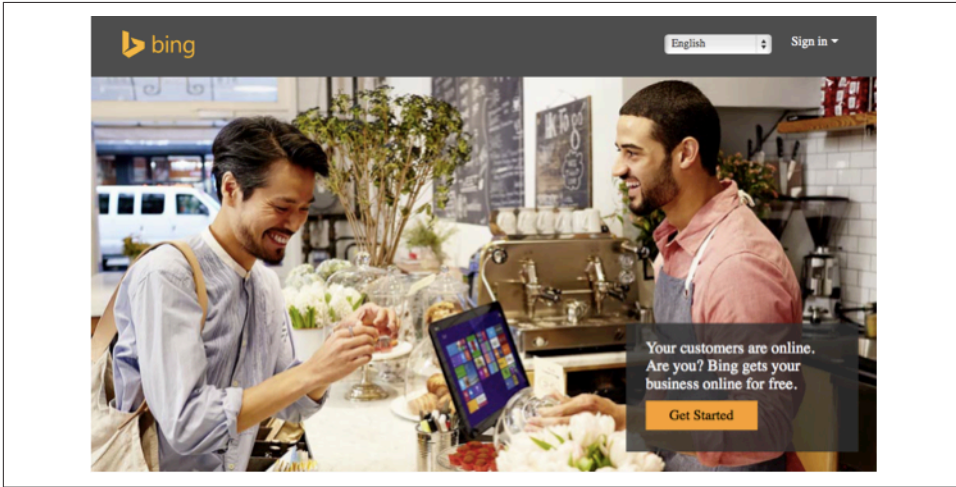 bing
English
Sign in
Your customers are online.
Are you? Bing gets your
business online for free.
Get Started